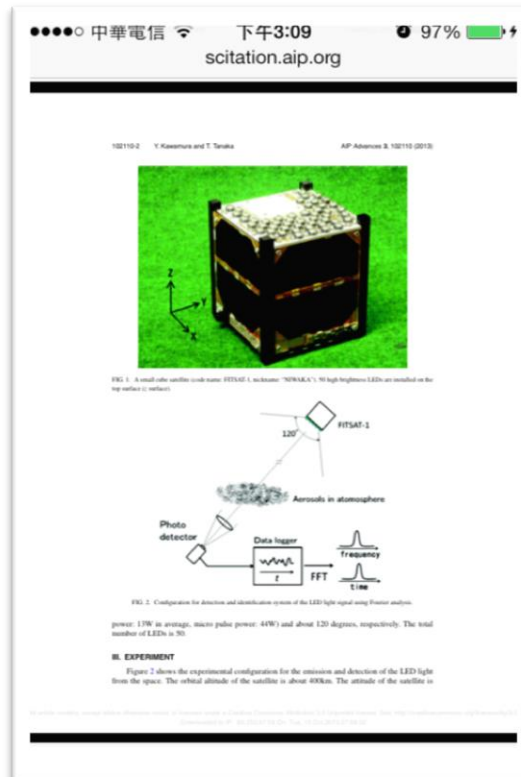 中華電信 下午3:09 97%
scitation.aip.org
102110-2 Y. Kawamura and T. Tanaka AIP Advances 3, 102110 (2013)
Z
Y
X
FIG. 1. A small cube satellite (code name: FITSAT-1, nickname: "NIWAKA"). 50 high brightness LEDs are installed on the
top surface (z surface).
FITSAT-1
120°
Aerosols in atomosphere
Photo
detector
Data logger
t
FFT
frequency
time
FIG. 2. Configuration for detection and identification system of the LED light signal using Fourier analysis.
power: 13W in average, micro pulse power: 44W) and about 120 degrees, respectively. The total
number of LEDs is 50.
III. EXPERIMENT
Figure 2 shows the experimental configuration for the emission and detection of the LED light
from the space. The orbital altitude of the satellite is about 400km. The attitude of the satellite is